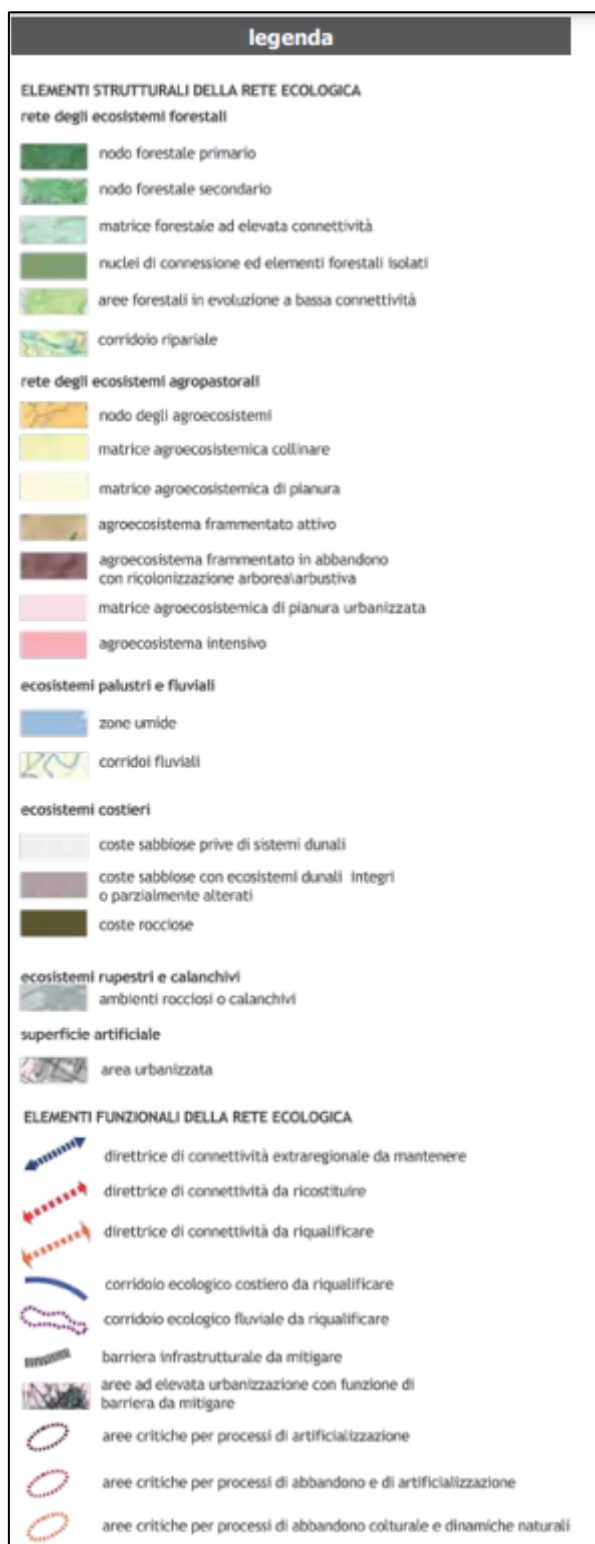 legenda
ELEMENTI STRUTTURALI DELLA RETE ECOLOGICA
rete degli ecosistemi forestali
nodo forestale primario
nodo forestale secondario
matrice forestale ad elevata connettività
nuclei di connessione ed elementi forestali isolati
aree forestali in evoluzione a bassa connettività
corridoio ripariale
rete degli ecosistemi agropastorali
nodo degli agroecosistemi
matrice agroecosistemica collinare
matrice agroecosistemica di pianura
agroecosistema frammentato attivo
agroecosistema frammentato in abbandono
con ricolonizzazione arborea\arbustiva
matrice agroecosistemica di pianura urbanizzata
agroecosistema intensivo
ecosistemi palustri e fluviali
zone umide
corridoi fluviali
ecosistemi costieri
coste sabbiose prive di sistemi dunali
coste sabbiose con ecosistemi dunali integri
o parzialmente alterati
coste rocciose
ecosistemi rupestri e calanchivi
ambienti rocciosi o calanchivi
superficie artificiale
area urbanizzata
ELEMENTI FUNZIONALI DELLA RETE ECOLOGICA
direttrice di connettività extraregionale da mantenere
direttrice di connettività da ricostituire
direttrice di connettività da riqualificare
corridoio ecologico costiero da riqualificare
corridoio ecologico fluviale da riqualificare
barriera infrastrutturale da mitigare
aree ad elevata urbanizzazione con funzione di
barriera da mitigare
aree critiche per processi di artificializzazione
aree critiche per processi di abbandono e di artificializzazione
aree critiche per processi di abbandono colturale e dinamiche naturali